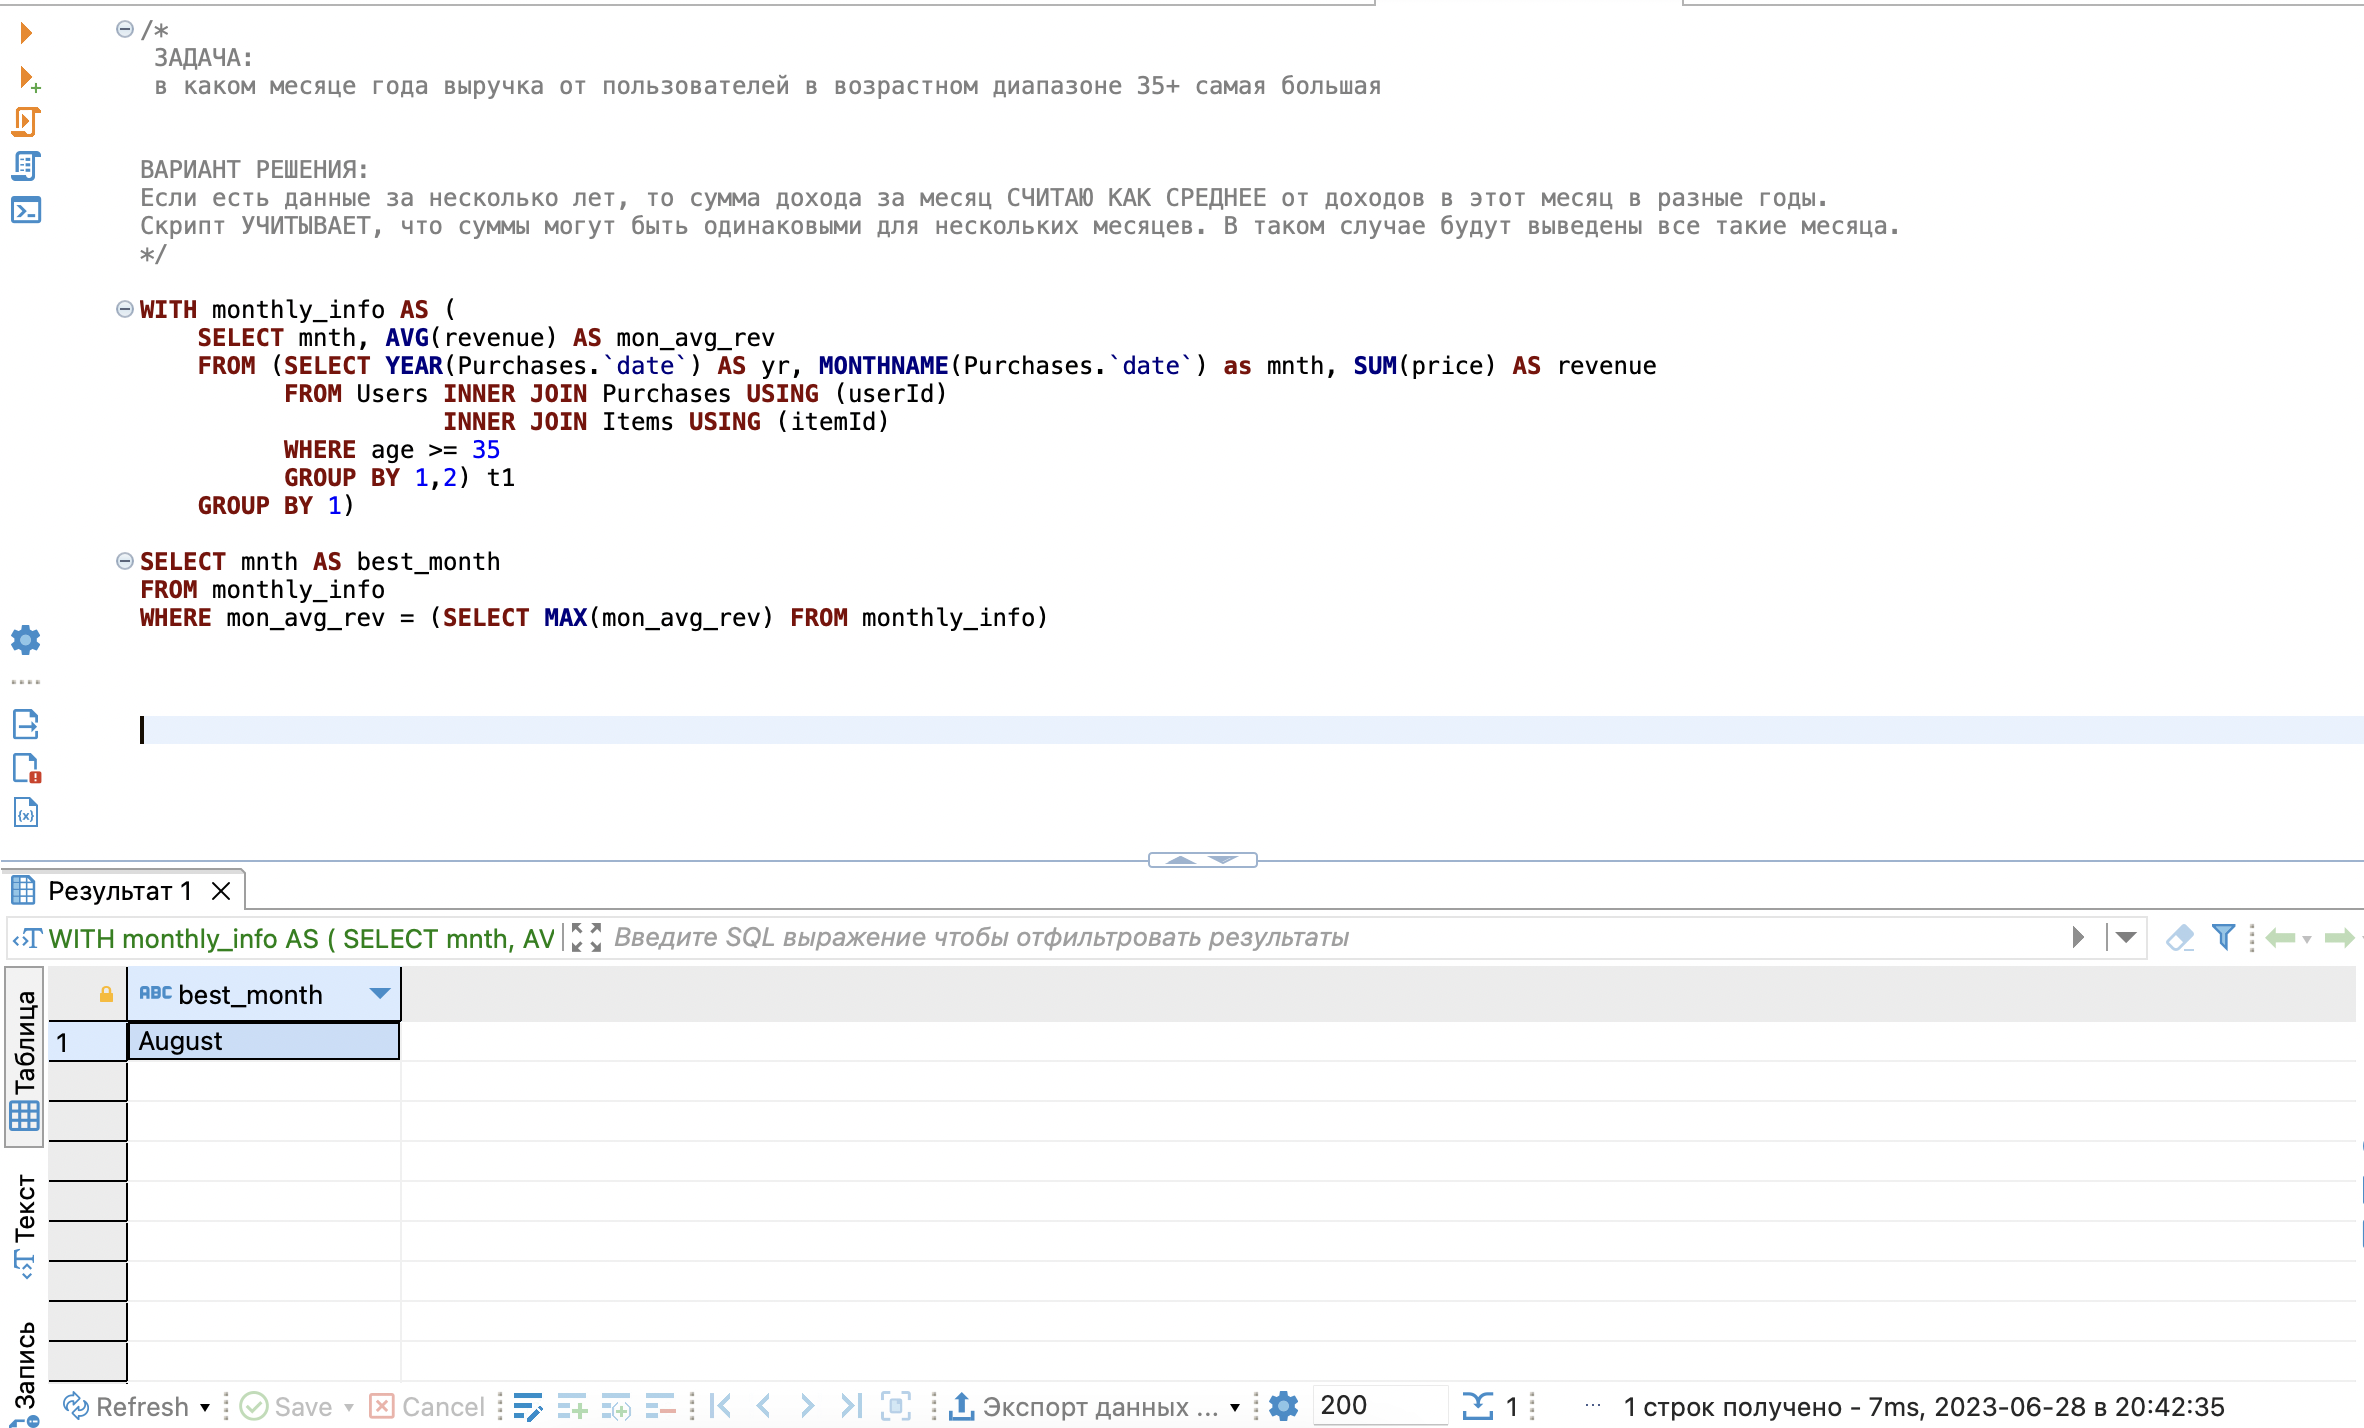 /*
ЗАДАЧА:
в каком месяце года выручка от пользователей в возрастном диапазоне 35+ самая большая
ВАРИАНТ РЕШЕНИЯ:
Если есть данные за несколько лет, то сумма дохода за месяц СЧИТАЮ КАК СРЕДНЕЕ от доходов в этот месяц в разные годы.
Скрипт УЧИТЫВАЕТ, что суммы могут быть одинаковыми для нескольких месяцев. В таком случае будут выведены все такие месяца.
*/
WITH monthly_info AS (
SELECT mnth, AVG(revenue) AS mon_avg_rev
FROM (SELECT YEAR(Purchases.`date`) AS yr, MONTHNAME(Purchases.`date`) as mnth, SUM(price) AS revenue
FROM Users INNER JOIN Purchases USING (userId)
INNER JOIN Items USING (itemId)
WHERE age >= 35
GROUP BY 1,2) t1
GROUP BY 1)
SELECT mnth AS best_month
FROM monthly_info
WHERE mon_avg_rev = (SELECT MAX(mon_avg_rev) FROM monthly_info)
Результат 1
WITH monthly_info AS ( SELECT mnth, AV
Введите SQL выражение чтобы отфильтровать результаты
Таблица
Текст
Запись
ABC best_month
1 August
Refresh Save Cancel Экспорт данных ... 200 1 ... 1 строк получено - 7ms, 2023-06-28 в 20:42:35